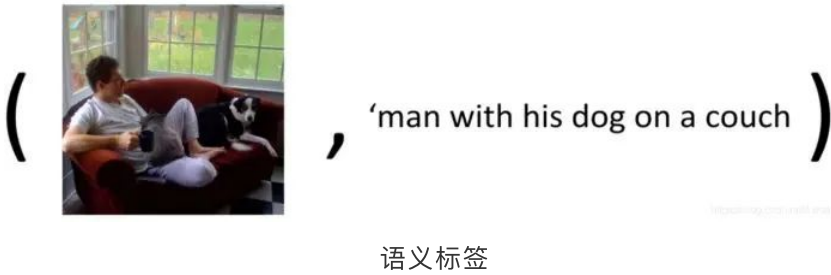 ( , ‘man with his dog on a couch )
语义标签